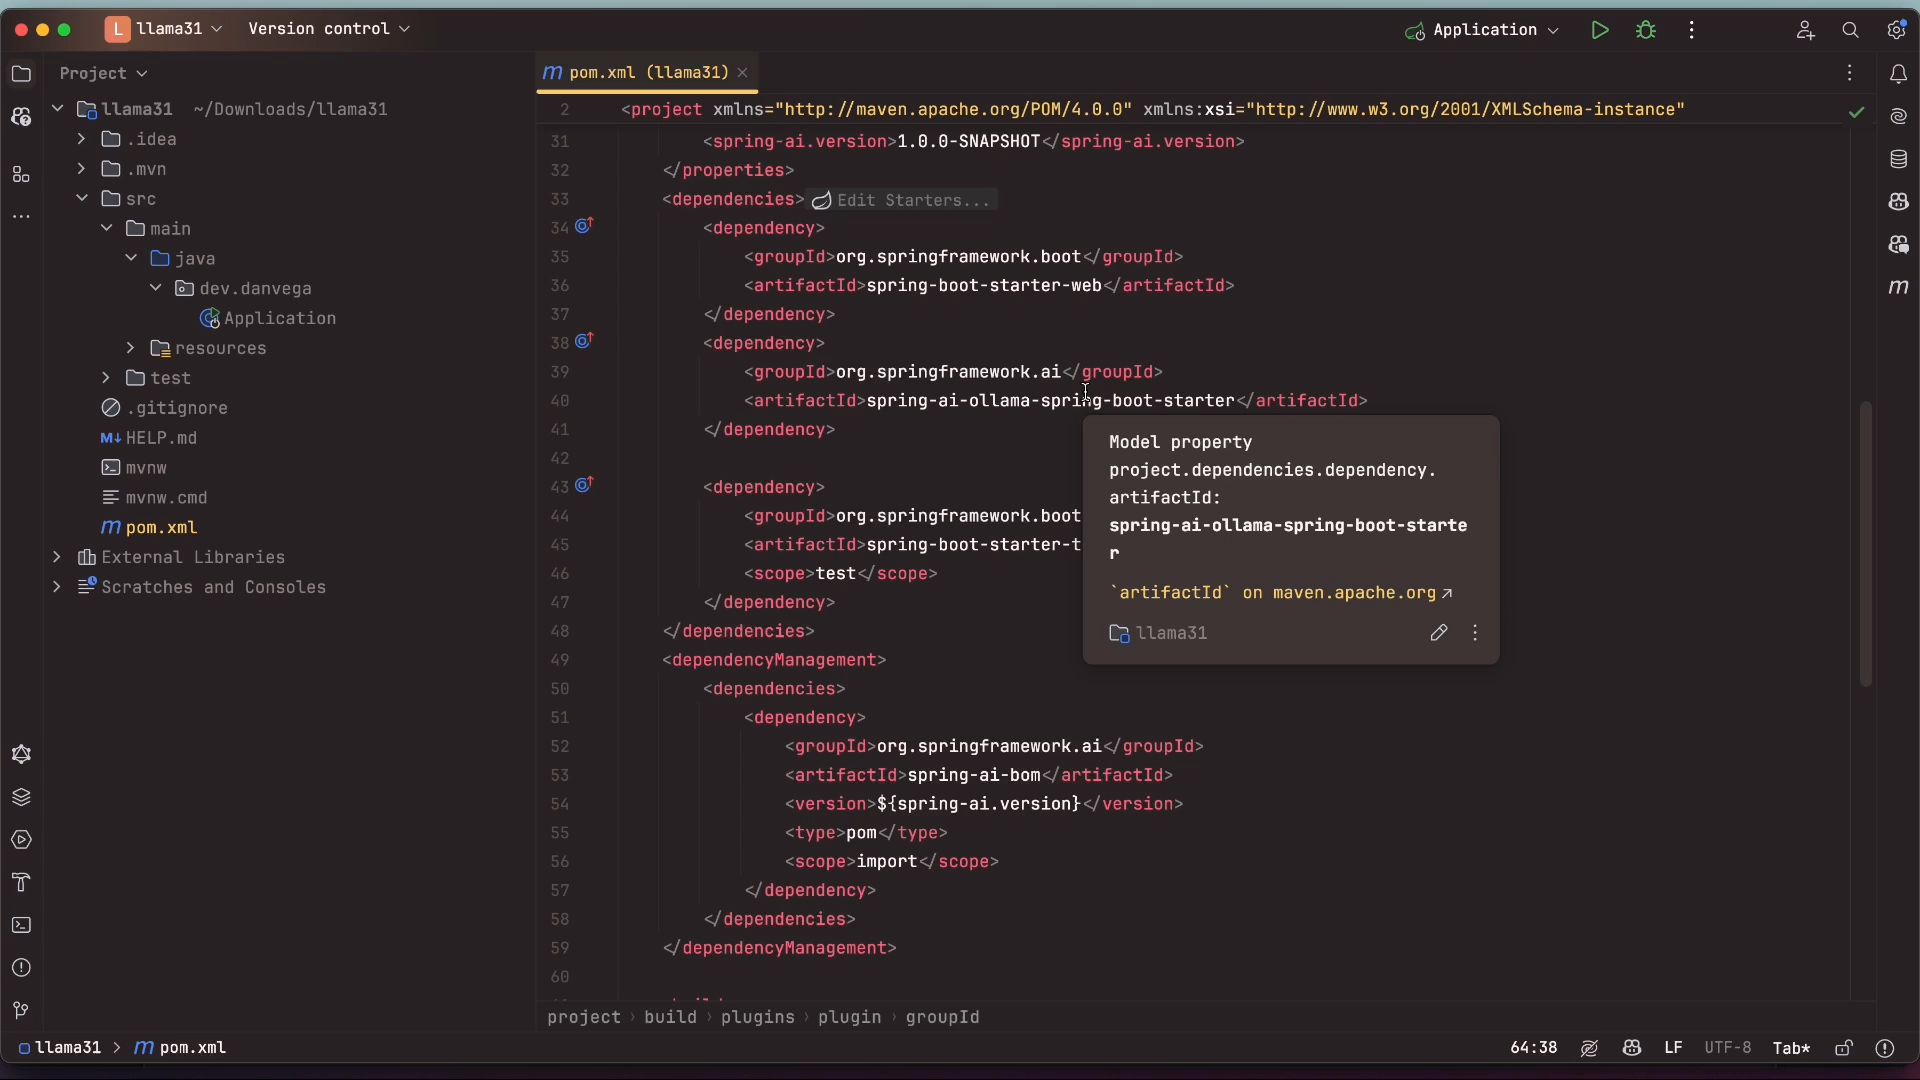 L llama31 Version control Application
Project
pom.xml (llama31)
llama31 ~/Downloads/llama31
.idea
.mvn
src
main
java
dev.danvega
Application
resources
test
.gitignore
M↓ HELP.md
mvnw
mvnw.cmd
m pom.xml
External Libraries
Scratches and Consoles
2 <project xmlns="http://maven.apache.org/POM/4.0.0" xmlns:xsi="http://www.w3.org/2001/XMLSchema-instance"
31 <spring-ai.version>1.0.0-SNAPSHOT</spring-ai.version>
32 </properties>
33 <dependencies> Edit Starters...
34 <dependency>
35 <groupId>org.springframework.boot</groupId>
36 <artifactId>spring-boot-starter-web</artifactId>
37 </dependency>
38 <dependency>
39 <groupId>org.springframework.ai</groupId>
40 <artifactId>spring-ai-ollama-spring-boot-starter</artifactId>
41 </dependency>
42
43 <dependency>
44 <groupId>org.springframework.boot
45 <artifactId>spring-boot-starter-t
46 <scope>test</scope>
47 </dependency>
48 </dependencies>
49 <dependencyManagement>
50 <dependencies>
51 <dependency>
52 <groupId>org.springframework.ai</groupId>
53 <artifactId>spring-ai-bom</artifactId>
54 <version>${spring-ai.version}</version>
55 <type>pom</type>
56 <scope>import</scope>
57 </dependency>
58 </dependencies>
59 </dependencyManagement>
60
Model property
project.dependencies.dependency.
artifactId:
spring-ai-ollama-spring-boot-starte
r
`artifactId` on maven.apache.org↗
llama31
project › build › plugins › plugin › groupId
llama31 > m pom.xml
64:38 LF UTF-8 Tab*